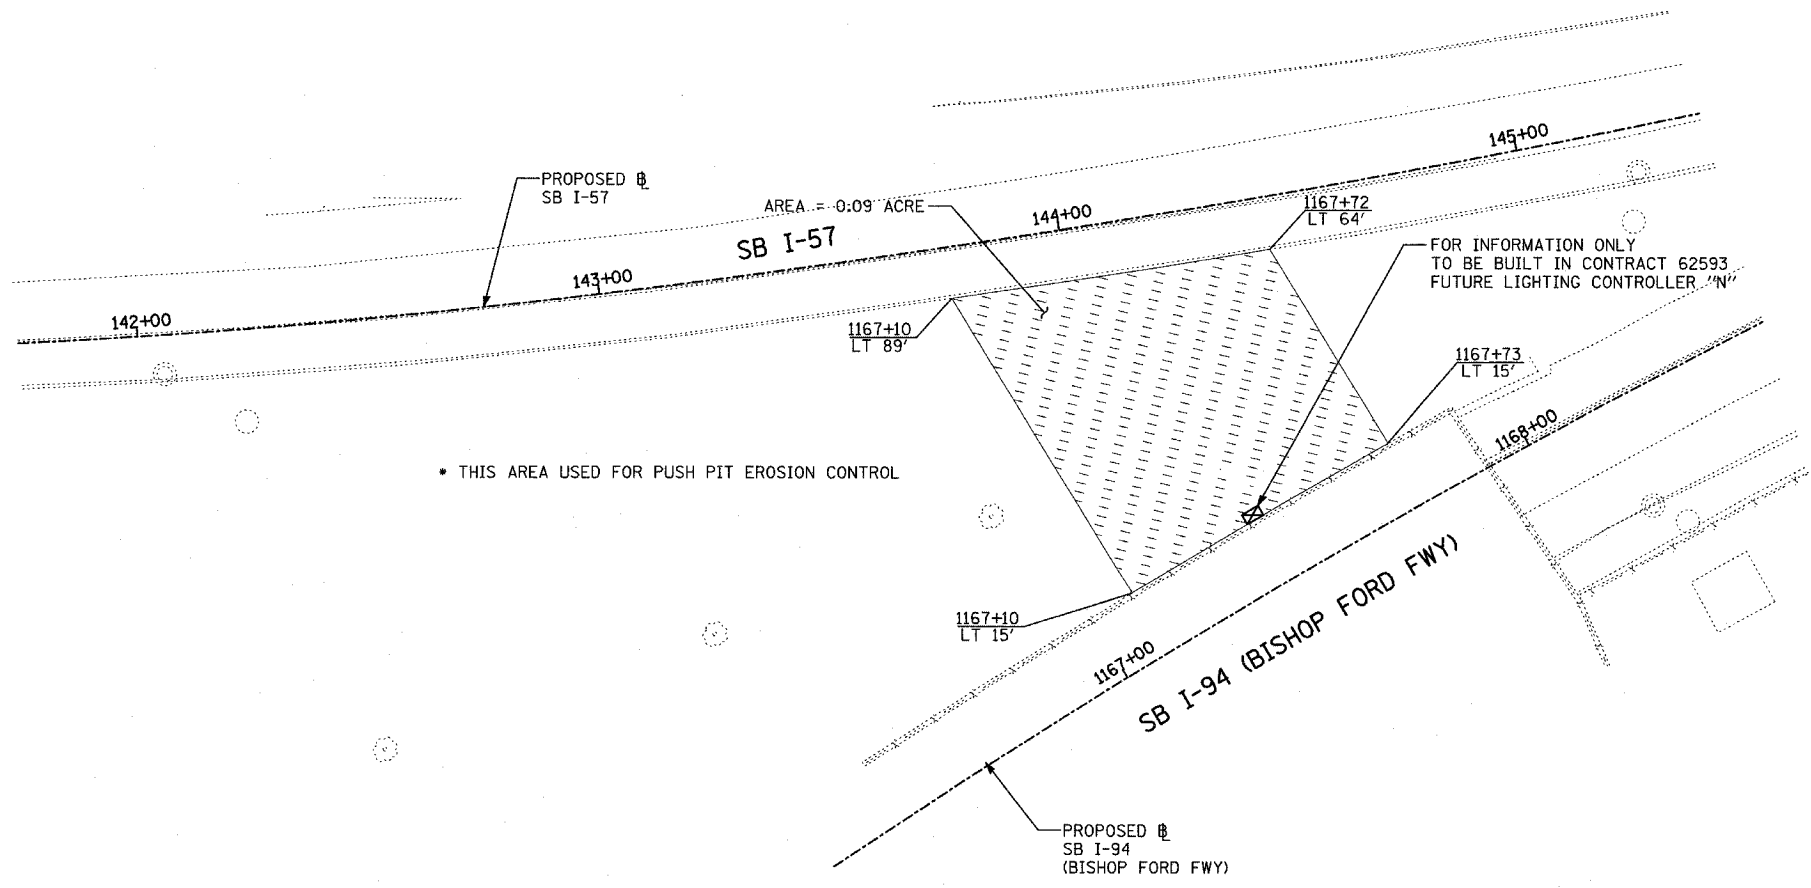 145+00
PROPOSED ℄
SB I-57
AREA = 0.09 ACRE
1167+72
LT 64'
144+00
SB I-57
FOR INFORMATION ONLY
TO BE BUILT IN CONTRACT 62593
FUTURE LIGHTING CONTROLLER "N"
143+00
142+00
1167+10
LT 89'
1167+73
LT 15'
1168+00
* THIS AREA USED FOR PUSH PIT EROSION CONTROL
SB I-94 (BISHOP FORD FWY)
1167+10
LT 15'
1167+00
PROPOSED ℄
SB I-94
(BISHOP FORD FWY)